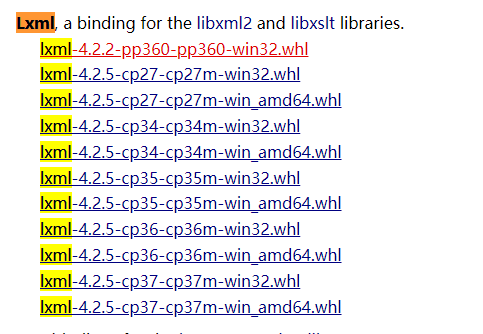 Lxml, a binding for the libxml2 and libxslt libraries.
lxml-4.2.2-pp360-pp360-win32.whl
lxml-4.2.5-cp27-cp27m-win32.whl
lxml-4.2.5-cp27-cp27m-win_amd64.whl
lxml-4.2.5-cp34-cp34m-win32.whl
lxml-4.2.5-cp34-cp34m-win_amd64.whl
lxml-4.2.5-cp35-cp35m-win32.whl
lxml-4.2.5-cp35-cp35m-win_amd64.whl
lxml-4.2.5-cp36-cp36m-win32.whl
lxml-4.2.5-cp36-cp36m-win_amd64.whl
lxml-4.2.5-cp37-cp37m-win32.whl
lxml-4.2.5-cp37-cp37m-win_amd64.whl